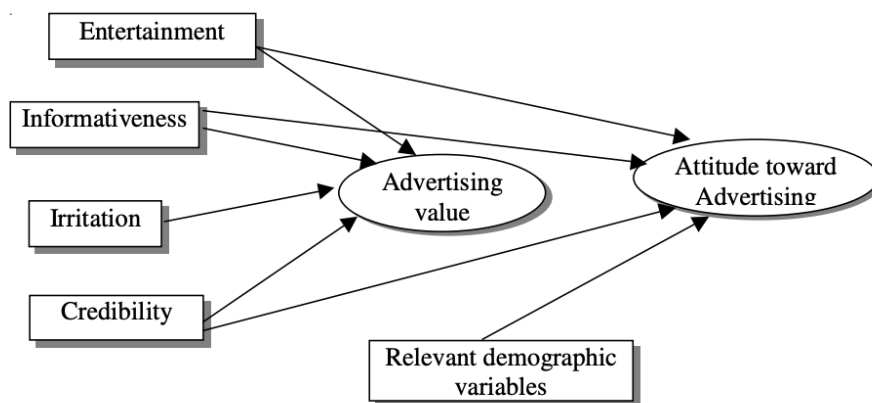 Entertainment
Informativeness
Advertising
value
Attitude toward
Advertising
Irritation
Credibility
Relevant demographic
variables